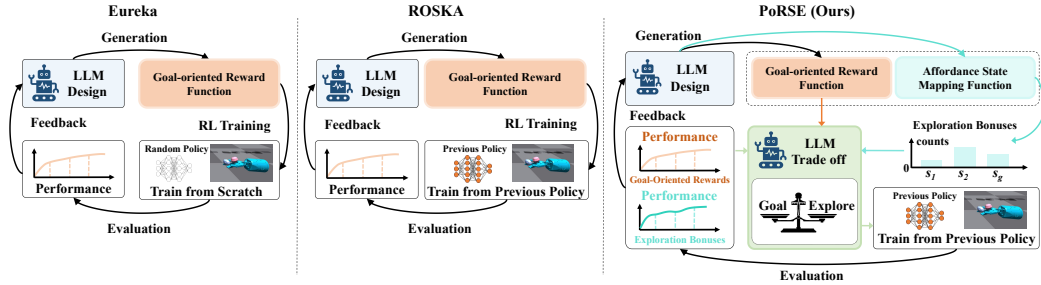 Eureka
Generation
LLM
Design
Goal-oriented Reward
Function
Feedback
RL Training
Performance
Random Policy
Train from Scratch
Evaluation
ROSKA
Generation
LLM
Design
Goal-oriented Reward
Function
Feedback
RL Training
Performance
Previous Policy
Train from Previous Policy
Evaluation
PoRSE (Ours)
Generation
LLM
Design
Goal-oriented Reward
Function
Affordance State
Mapping Function
Feedback
Performance
Goal-Oriented Rewards
Performance
Exploration Bonuses
LLM
Trade off
Goal Explore
Exploration Bonuses
counts
0
S1 S2 Sg
Previous Policy
Train from Previous Policy
Evaluation